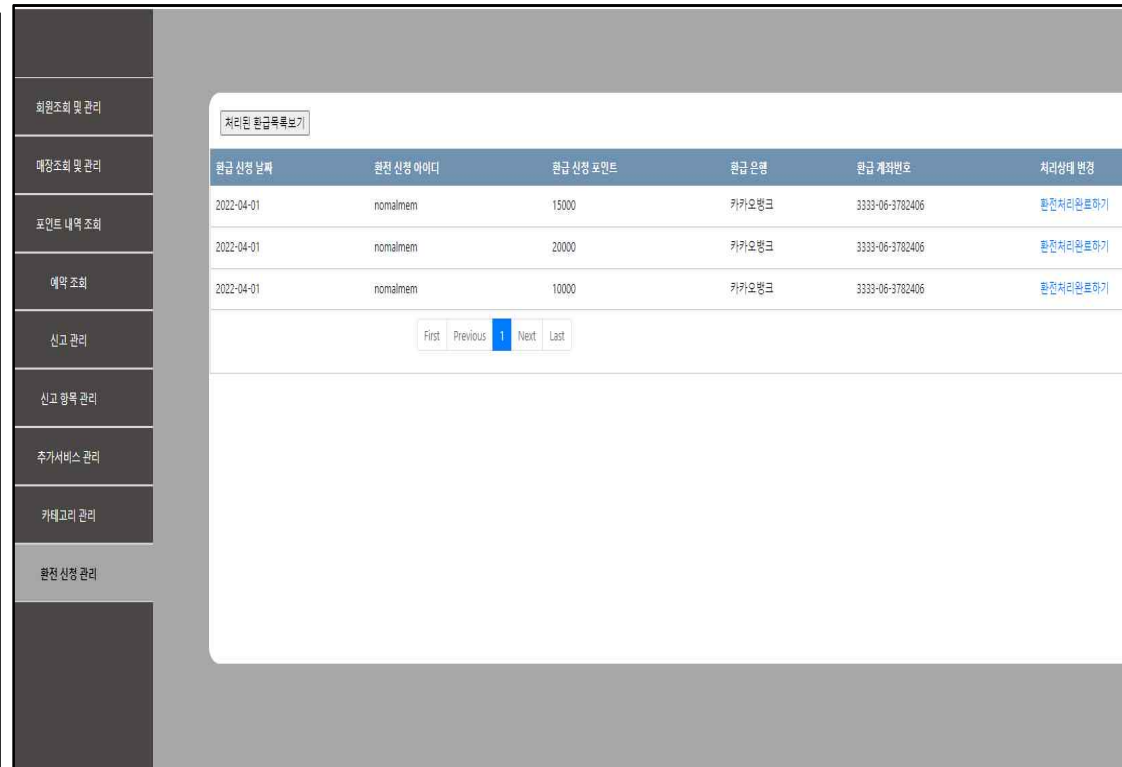 회원조회 및 관리
매장조회 및 관리
포인트 내역 조회
예약 조회
신고 관리
신고 항목 관리
추가서비스 관리
카테고리 관리
환전 신청 관리
처리된 환급목록보기
환급 신청 날짜 환전 신청 아이디 환급 신청 포인트 환급 은행 환급 계좌번호 처리상태 변경
2022-04-01 nomalmem 15000 카카오뱅크 3333-06-3782406 환전처리완료하기
2022-04-01 nomalmem 20000 카카오뱅크 3333-06-3782406 환전처리완료하기
2022-04-01 nomalmem 10000 카카오뱅크 3333-06-3782406 환전처리완료하기
First Previous 1 Next Last